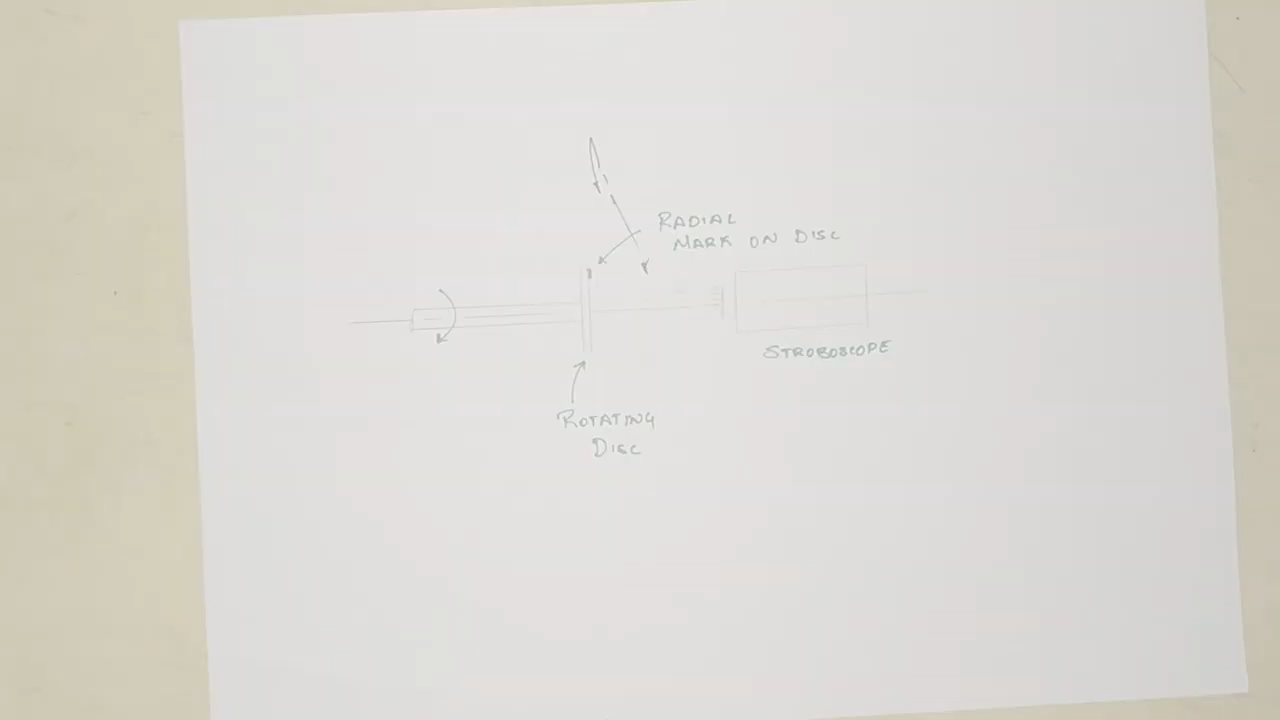 RADIAL
MARK ON DISC
STROBOSCOPE
ROTATING
DISC